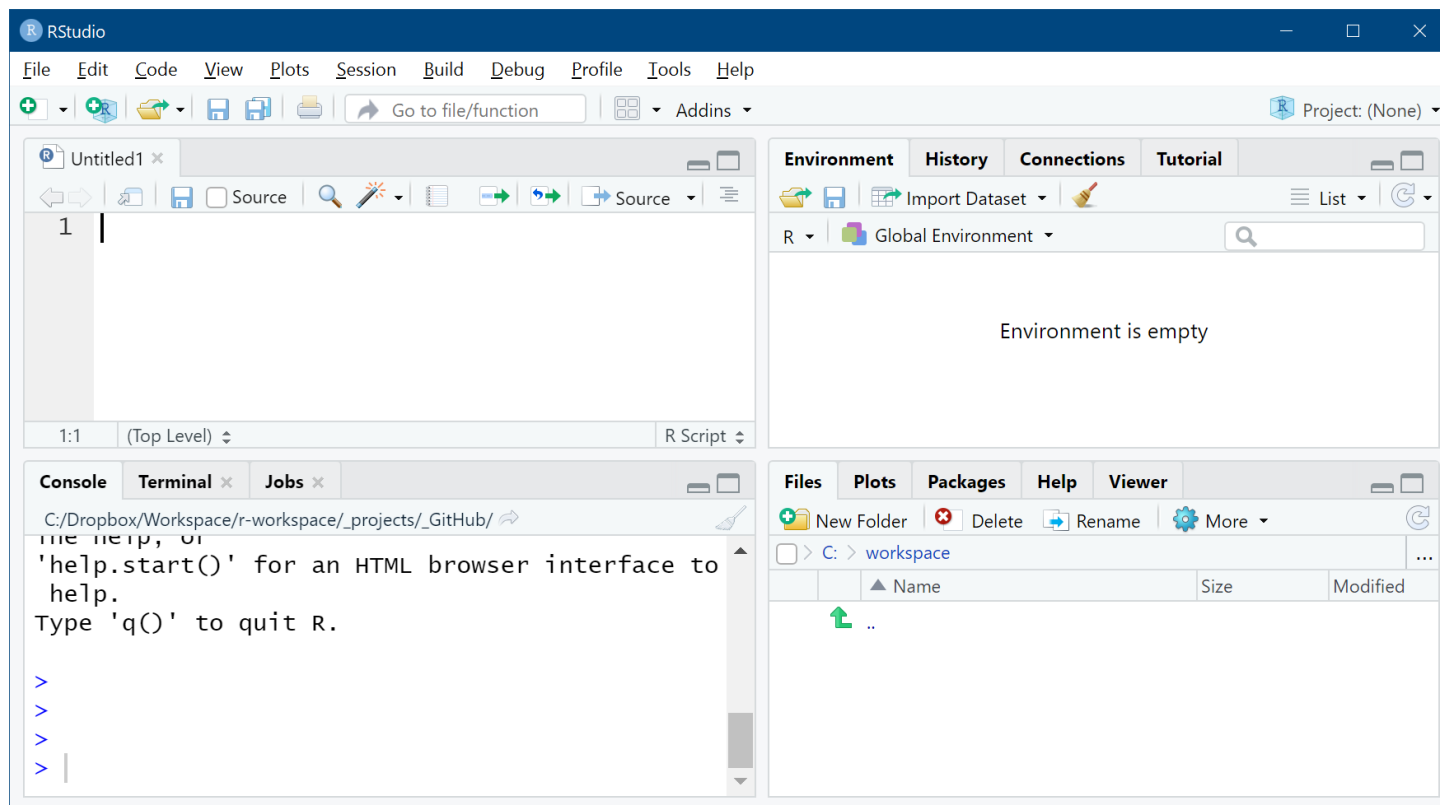 RStudio
File Edit Code View Plots Session Build Debug Profile Tools Help
Go to file/function Addins Project: (None)
Untitled1
Source Source
1
1:1 (Top Level) R Script
Environment History Connections Tutorial
Import Dataset List
R Global Environment
Environment is empty
Console Terminal Jobs
C:/Dropbox/Workspace/r-workspace/_projects/_GitHub/
'help.start()' for an HTML browser interface to
help.
Type 'q()' to quit R.
>
>
>
>
Files Plots Packages Help Viewer
New Folder Delete Rename More
C: workspace ...
Name Size Modified
..